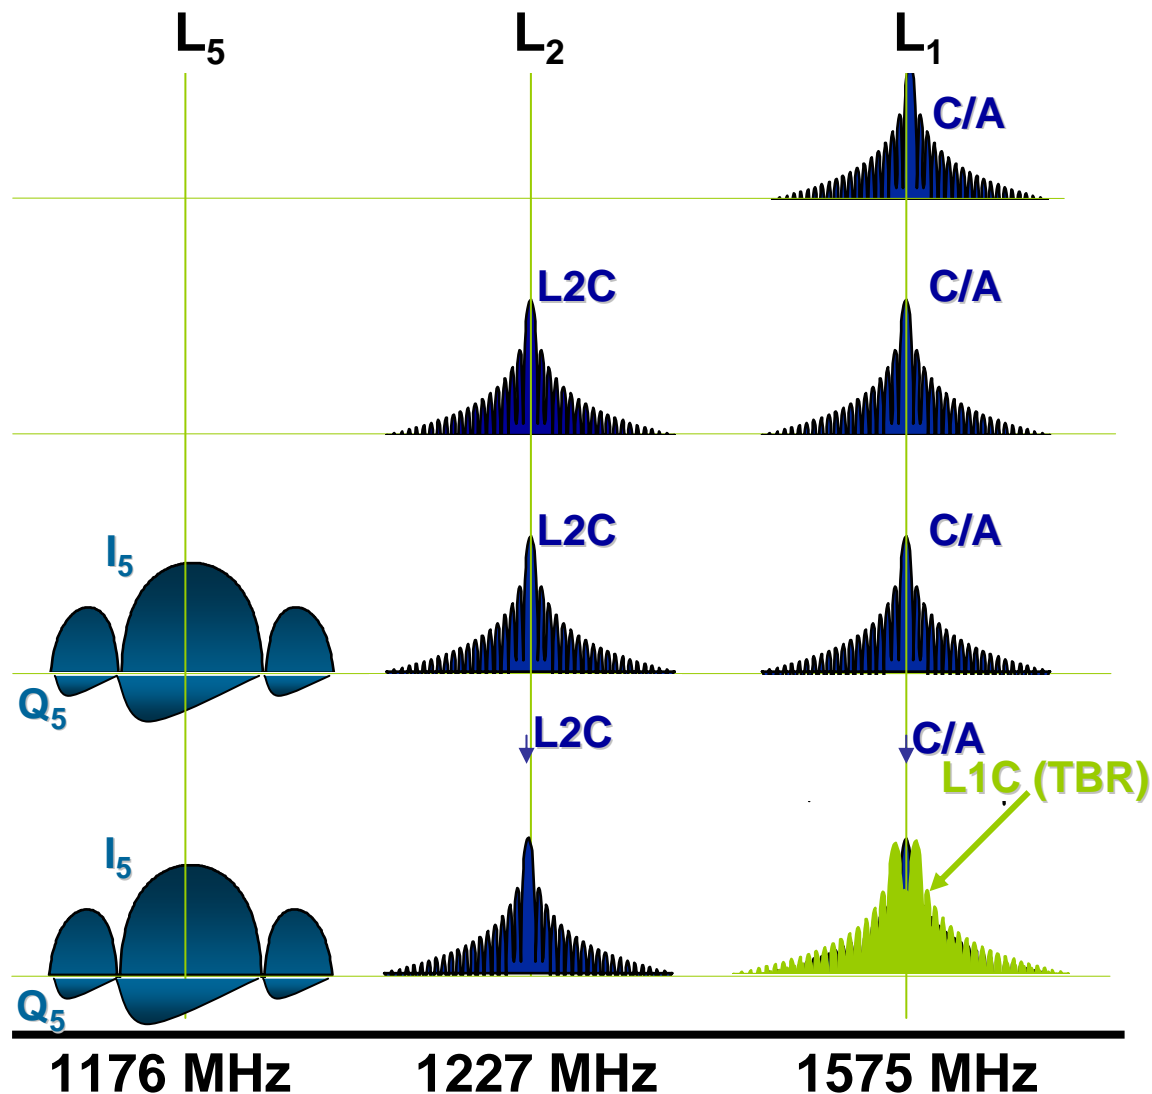 L5 L2 L1
C/A
L2C C/A
I5 L2C C/A
Q5 L2C C/A
L1C (TBR)
I5
Q5
1176 MHz 1227 MHz 1575 MHz